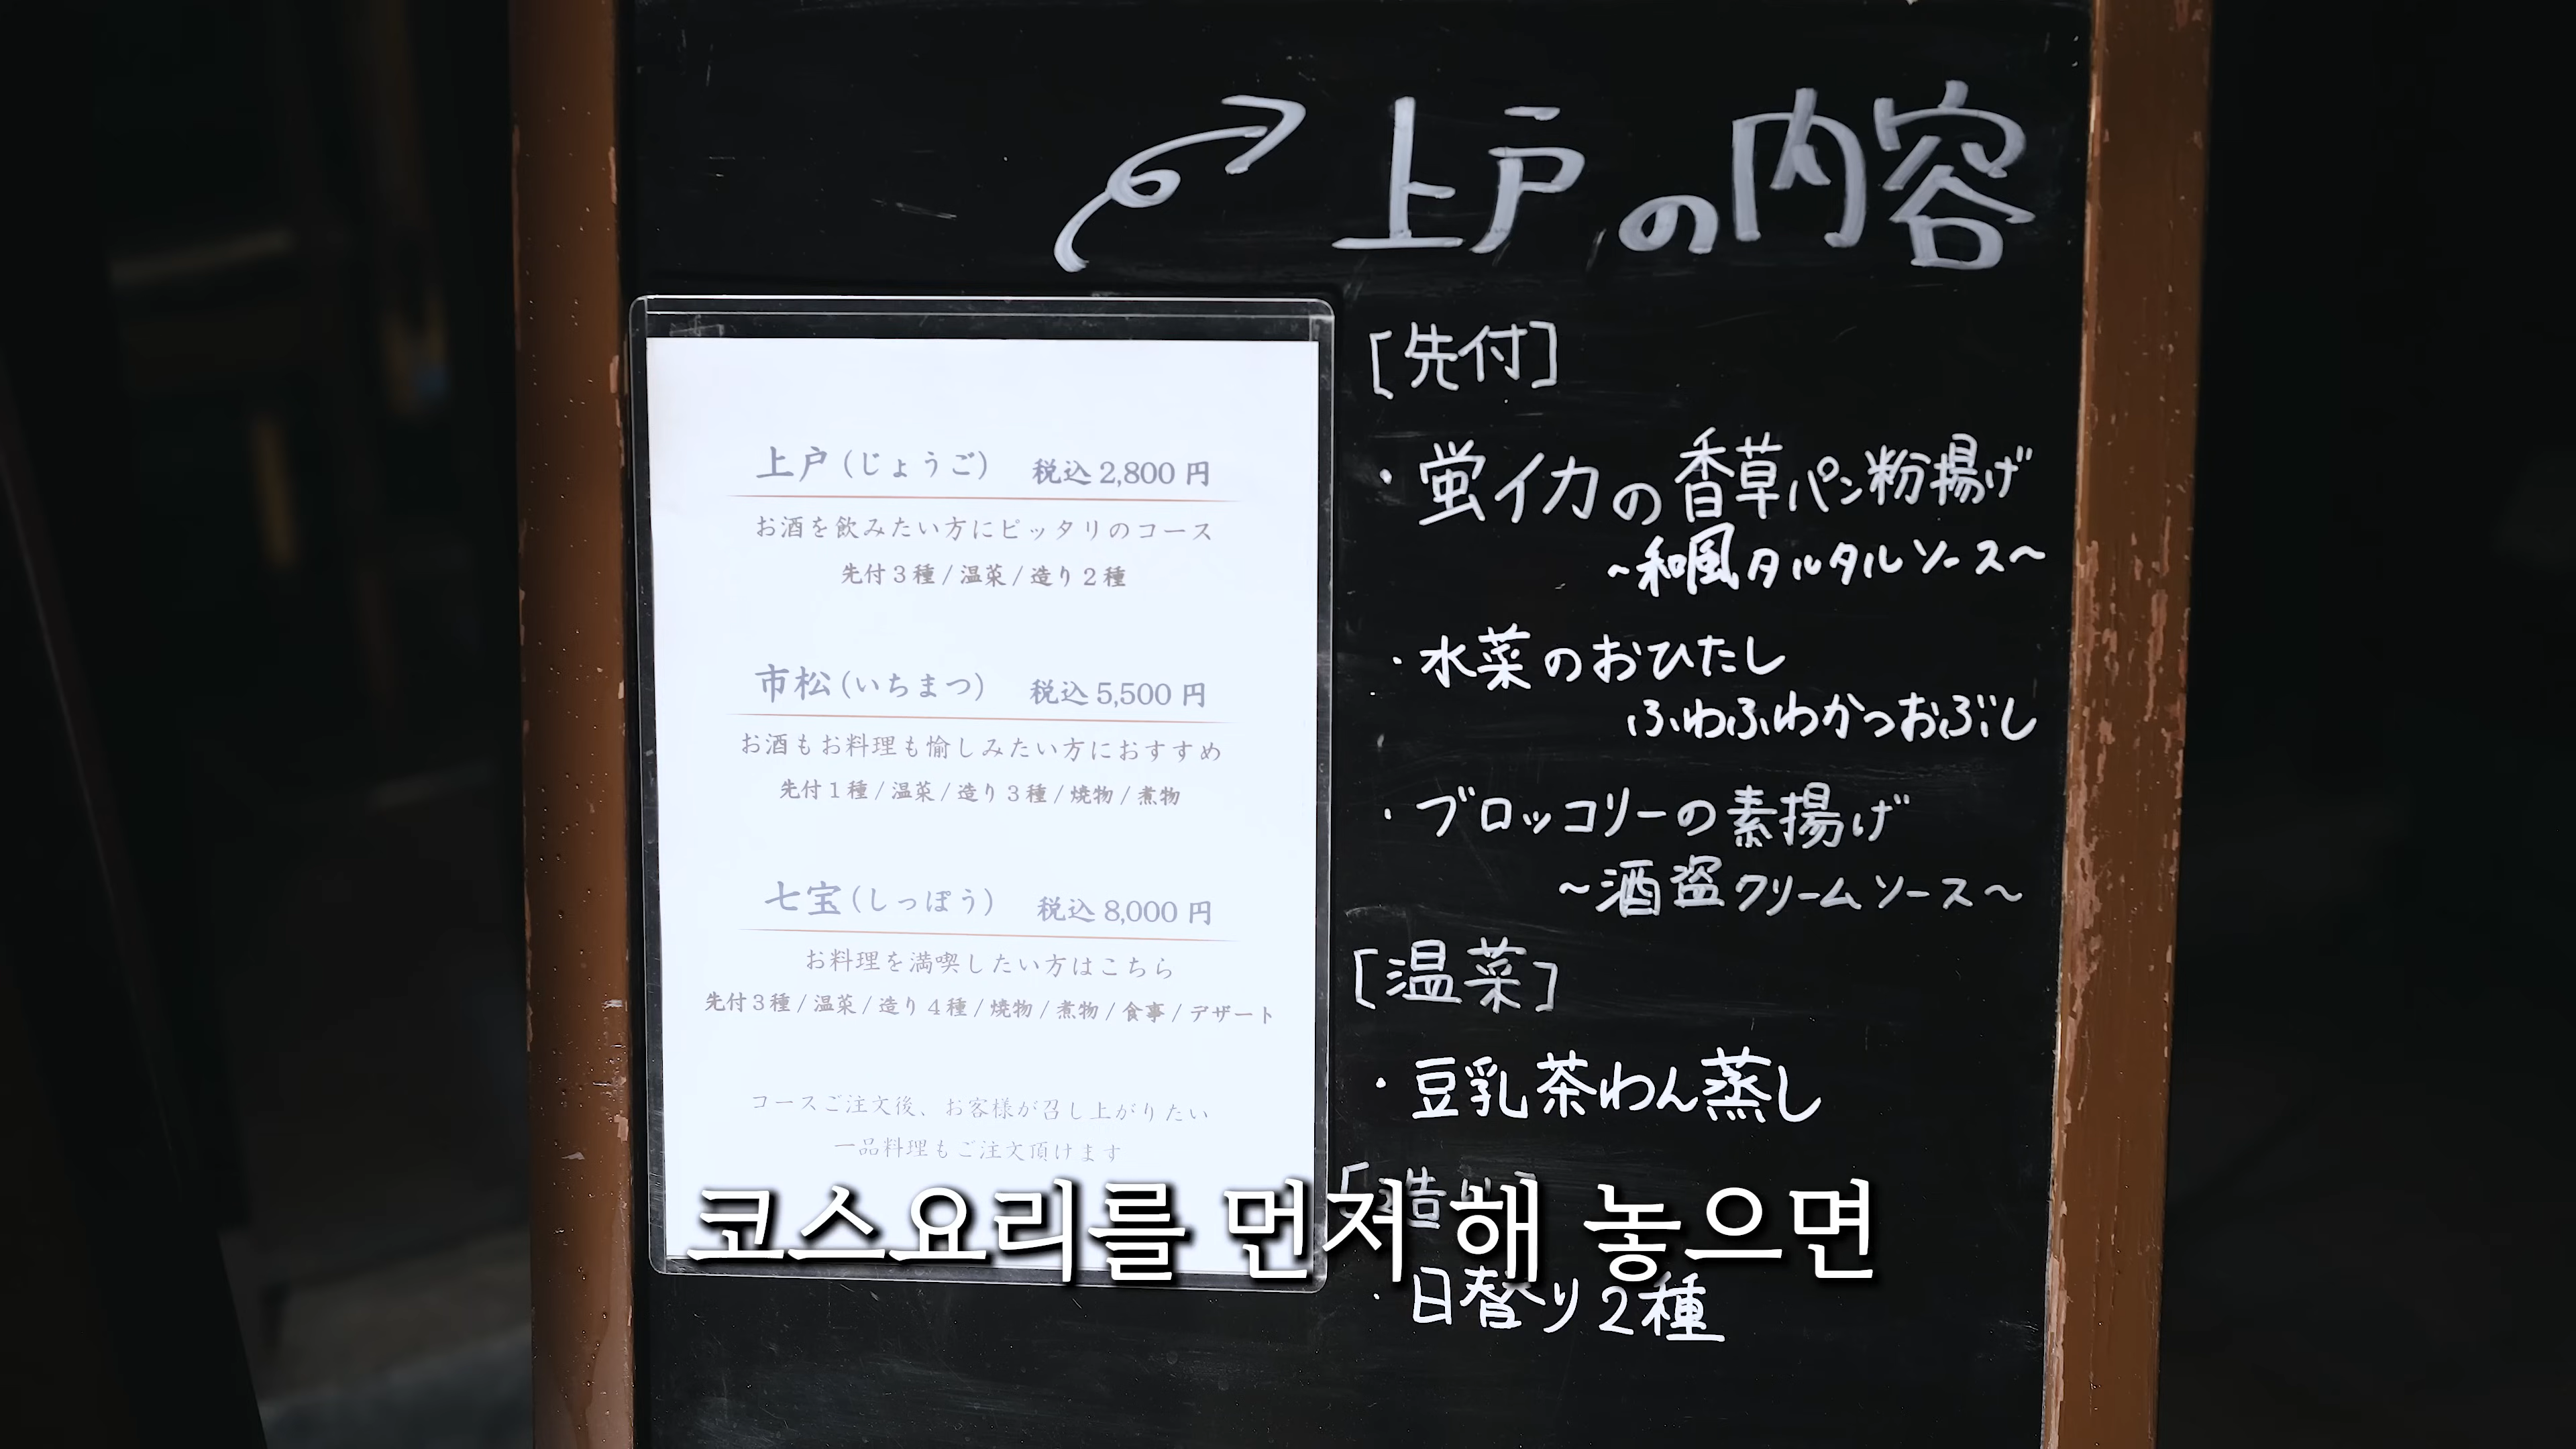 上戸の内容
上戸(じょうご) 税込 2,800 円
お酒を飲みたい方にピッタリのコース
先付3種/温菜/造り2種
市松(いちまつ) 税込 5,500 円
お酒もお料理も愉しみたい方におすすめ
先付1種/温菜/造り3種/焼物/煮物
七宝(しっぽう) 税込 8,000 円
お料理を満喫したい方はこちら
先付3種/温菜/造り4種/焼物/煮物/食事/デザート
コースご注文後、お客様が召し上がりたい
一品料理もご注文頂けます
[先付]
・蛍イカの香草パン粉揚げ
~和風タルタルソース~
・水菜のおひたし
ふわふわかつおぶし
・ブロッコリーの素揚げ
~酒盗クリームソース~
[温菜]
・豆乳茶わん蒸し
[造り]
・日替り2種
코스요리를 먼저 해 놓으면